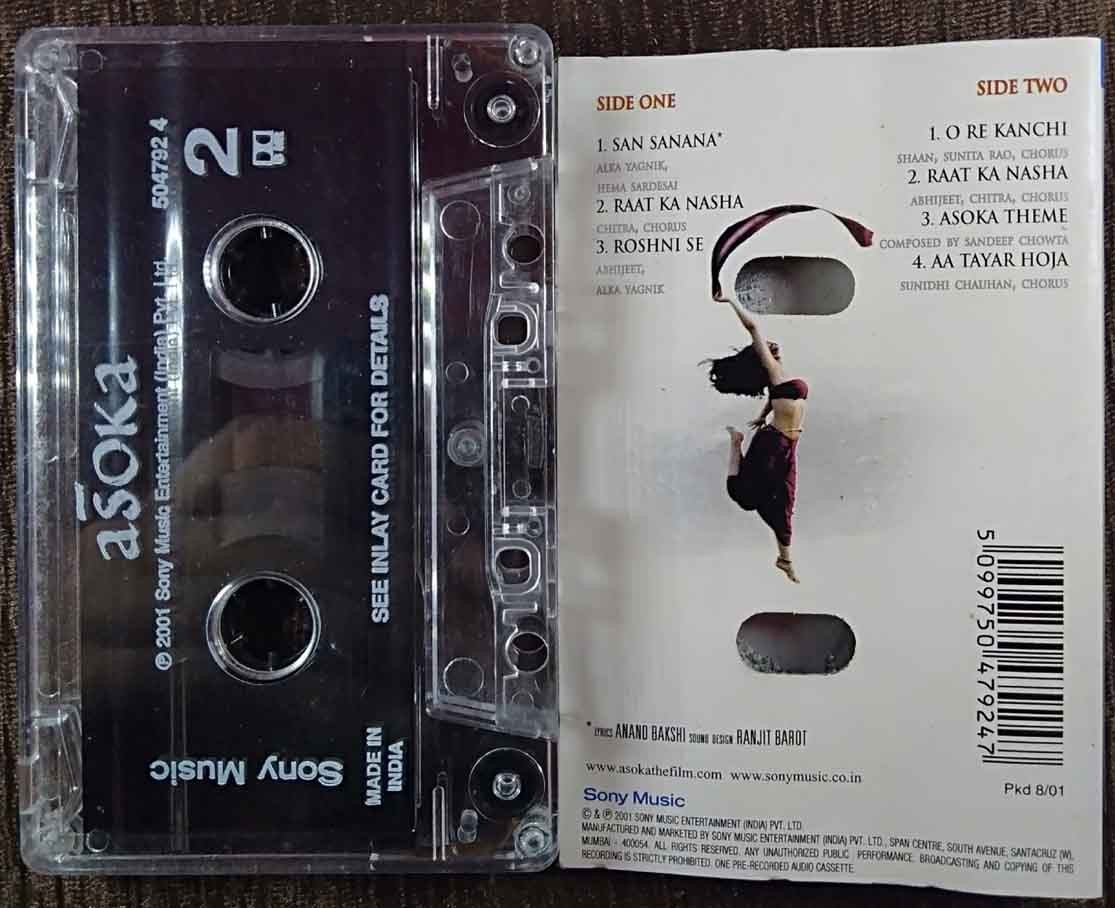 2
504792 4
asoka
℗ 2001 Sony Music Entertainment (India) Pvt. Ltd.
SEE INLAY CARD FOR DETAILS
MADE IN
INDIA
Sony Music
SIDE ONE
1. SAN SANANA*
ALKA YAGNIK,
HEMA SARDESAI
2. RAAT KA NASHA
CHITRA, CHORUS
3. ROSHNI SE
ABHIJEET,
ALKA YAGNIK
SIDE TWO
1. O RE KANCHI
SHAAN, SUNITA RAO, CHORUS
2. RAAT KA NASHA
ABHIJEET, CHITRA, CHORUS
3. ASOKA THEME
COMPOSED BY SANDEEP CHOWTA
4. AA TAYAR HOJA
SUNIDHI CHAUHAN, CHORUS
5 099750 479247
* LYRICS ANAND BAKSHI SOUND DESIGN RANJIT BAROT
www.asokathefilm.com www.sonymusic.co.in
Pkd 8/01
Sony Music
© & ℗ 2001 SONY MUSIC ENTERTAINMENT (INDIA) PVT. LTD.
MANUFACTURED AND MARKETED BY SONY MUSIC ENTERTAINMENT (INDIA) PVT. LTD., SPAN CENTRE, SOUTH AVENUE, SANTACRUZ (W),
MUMBAI - 400054. ALL RIGHTS RESERVED. ANY UNAUTHORIZED PUBLIC PERFORMANCE. BROADCASTING AND COPYING OF THIS
RECORDING IS STRICTLY PROHIBITED. ONE PRE-RECORDED AUDIO CASSETTE.